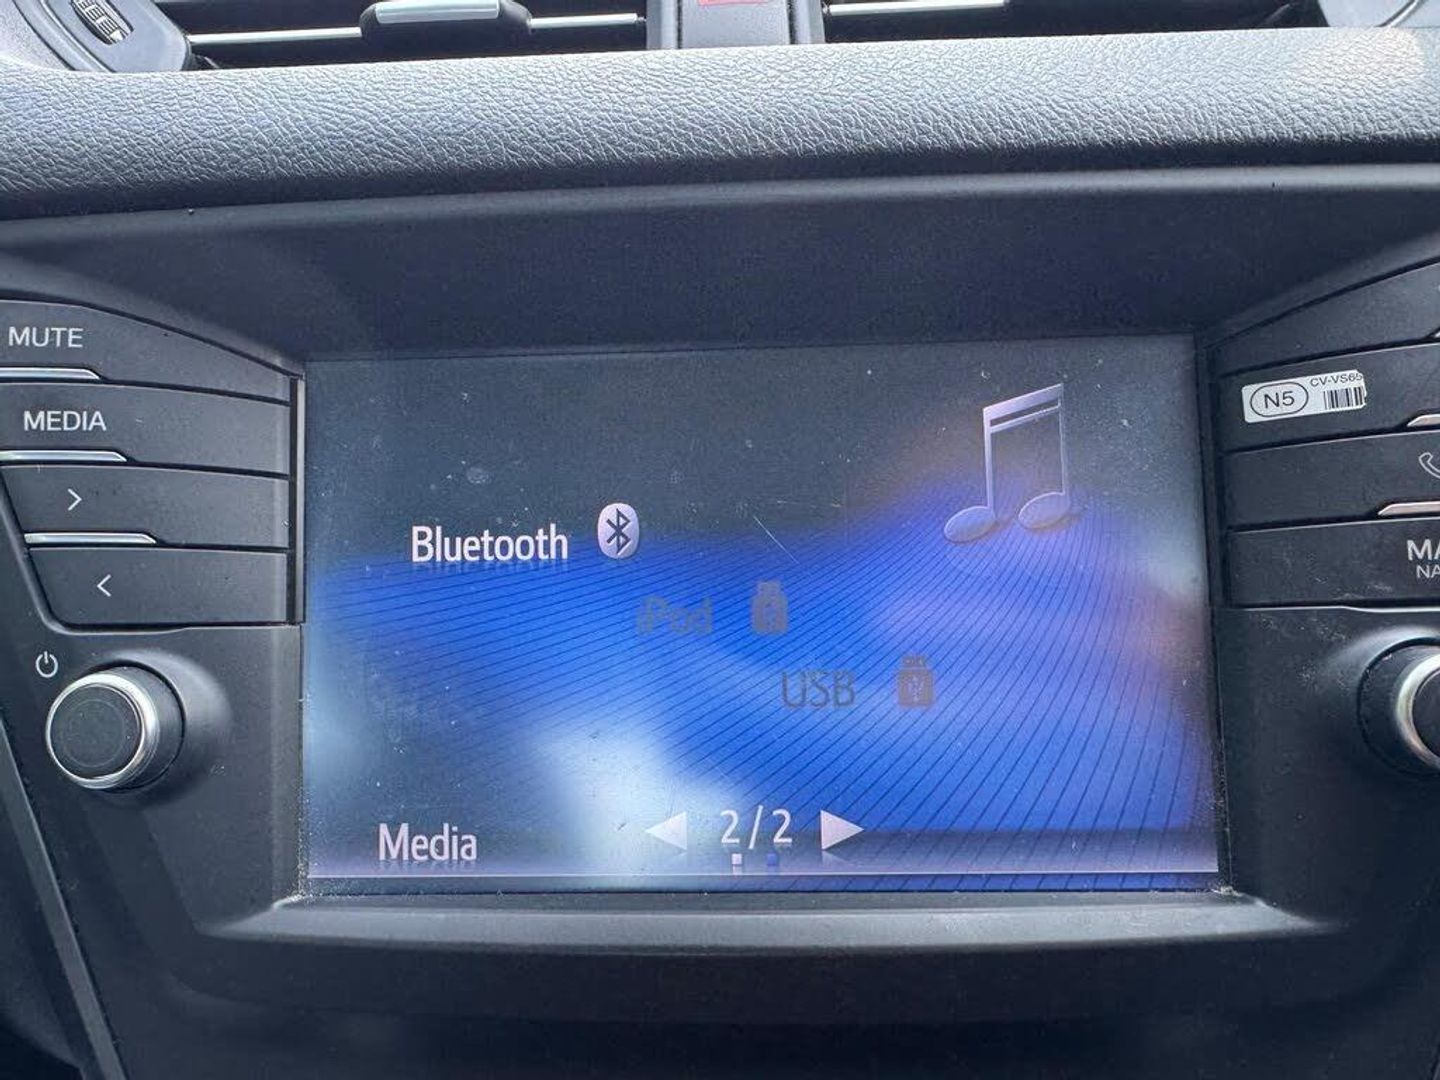 MUTE
MEDIA
CV-VS65
N5
Bluetooth
iPod
USB
Media
2/2